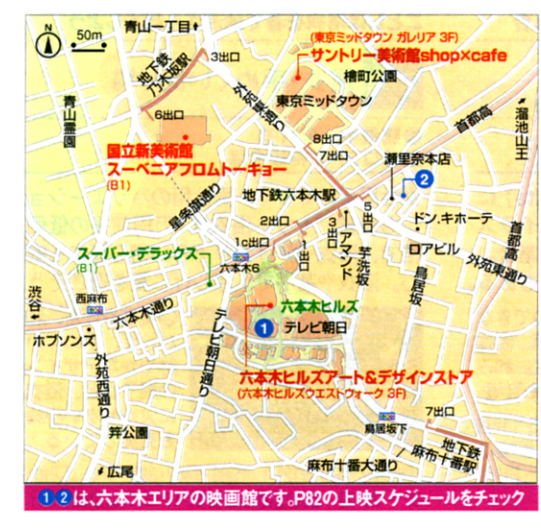 青山一丁目
50m
地下鉄
乃木坂駅
3出口
(東京ミッドタウン ガレリア 3F)
サントリー美術館shop×cafe
檜町公園
東京ミッドタウン
外苑東通り
青山霊園
6出口
首都高
溜池山王
国立新美術館
スーベニアフロムトーキョー
(B1)
8出口
7出口
瀬里奈本店
2
星条旗通り
地下鉄六本木駅
2出口
5出口
ドン.キホーテ
3出口
アマンド
芋洗坂
ロアビル
首都高
外苑東通り
スーパー・デラックス
(B1)
1c出口
1出口
六本木6
鳥居坂
渋谷
西麻布
六本木通り
六本木ヒルズ
1
テレビ朝日
ホブソンズ
テレビ朝日通り
外苑西通り
六本木ヒルズアート&デザインストア
(六本木ヒルズウエストウォーク 3F)
笄公園
鳥居坂下
7出口
地下鉄
麻布十番駅
広尾
麻布十番大通り
12は、六本木エリアの映画館です。P82の上映スケジュールをチェック